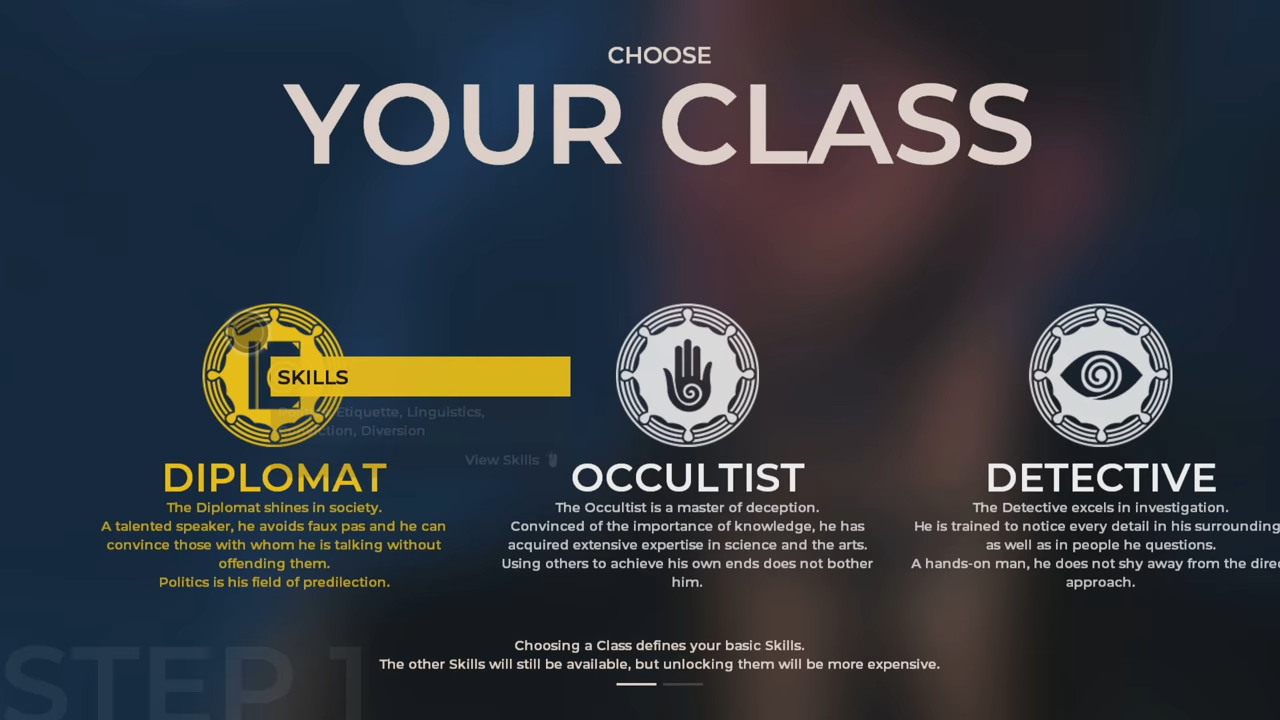 CHOOSE
YOUR CLASS
SKILLS
Etiquette, Linguistics,
Diversion
View Skills
DIPLOMAT
The Diplomat shines in society.
A talented speaker, he avoids faux pas and he can
convince those with whom he is talking without
offending them.
Politics is his field of predilection.
OCCULTIST
The Occultist is a master of deception.
Convinced of the importance of knowledge, he has
acquired extensive expertise in science and the arts.
Using others to achieve his own ends does not bother
him.
DETECTIVE
The Detective excels in investigation.
He is trained to notice every detail in his surrounding
as well as in people he questions.
A hands-on man, he does not shy away from the
approach.
Choosing a Class defines your basic Skills.
The other Skills will still be available, but unlocking them will be more expensive.
STEP 1